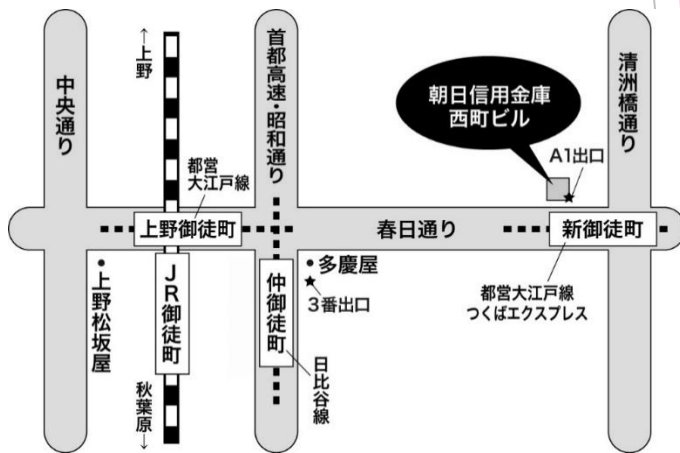 ←上野
中央通り
首都高速・昭和通り
清洲橋通り
朝日信用金庫
西町ビル
A1出口
都営
大江戸線
上野御徒町
春日通り
新御徒町
都営大江戸線
つくばエクスプレス
上野松坂屋
JR御徒町
仲御徒町
多慶屋
3番出口
日比谷線
秋葉原→